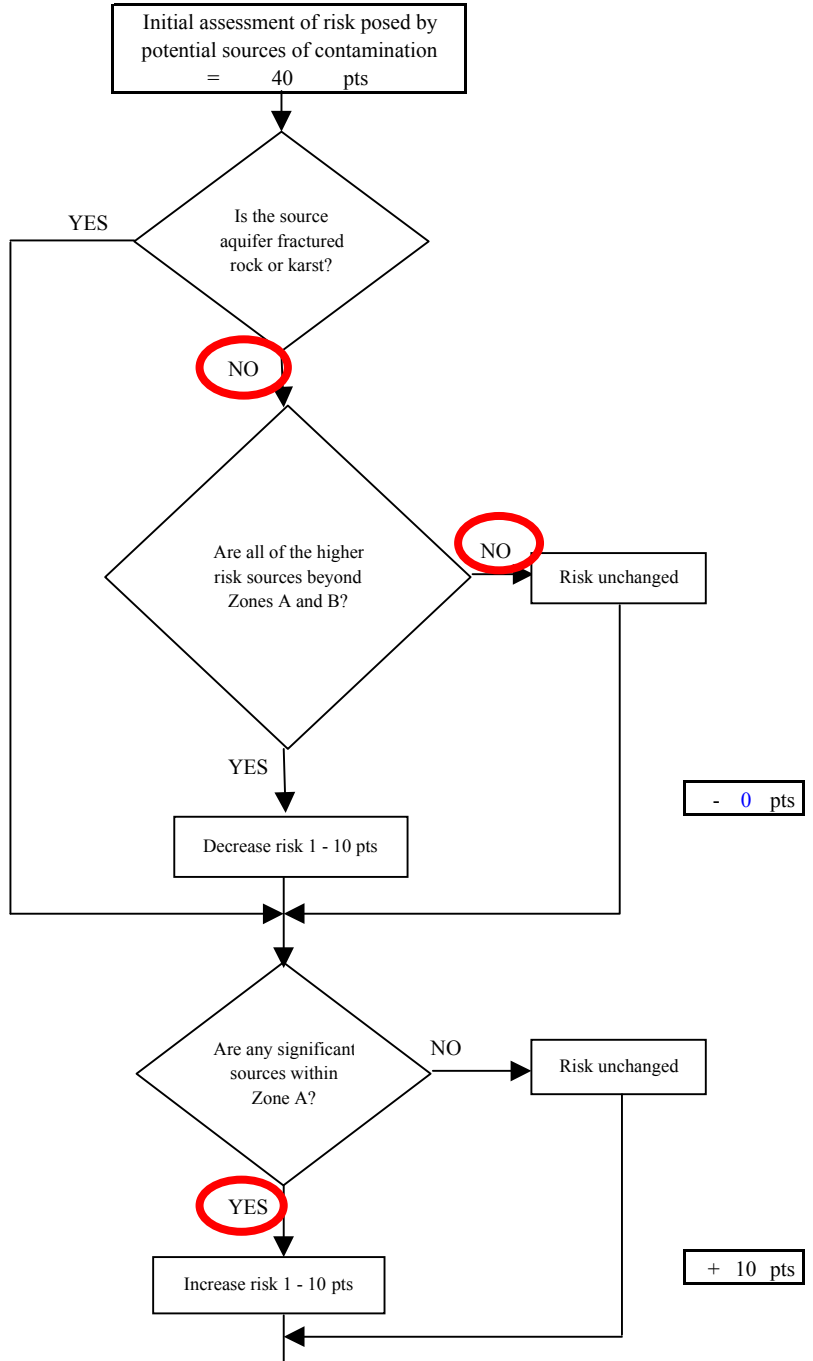 Initial assessment of risk posed by
potential sources of contamination
= 40 pts
YES
Is the source
aquifer fractured
rock or karst?
NO
Are all of the higher
risk sources beyond
Zones A and B?
NO
Risk unchanged
YES
- 0 pts
Decrease risk 1 - 10 pts
Are any significant
sources within
Zone A?
NO
Risk unchanged
YES
+ 10 pts
Increase risk 1 - 10 pts